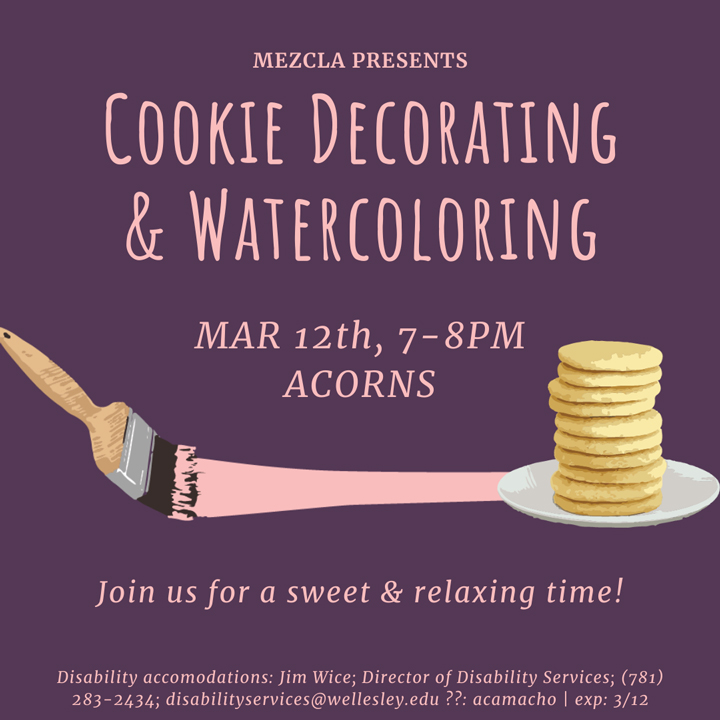 MEZCLA PRESENTS
COOKIE DECORATING
& WATERCOLORING
MAR 12th, 7-8PM
ACORNS
Join us for a sweet & relaxing time!
Disability accomodations: Jim Wice; Director of Disability Services; (781)
283-2434; disabilityservices@wellesley.edu ??: acamacho | exp: 3/12